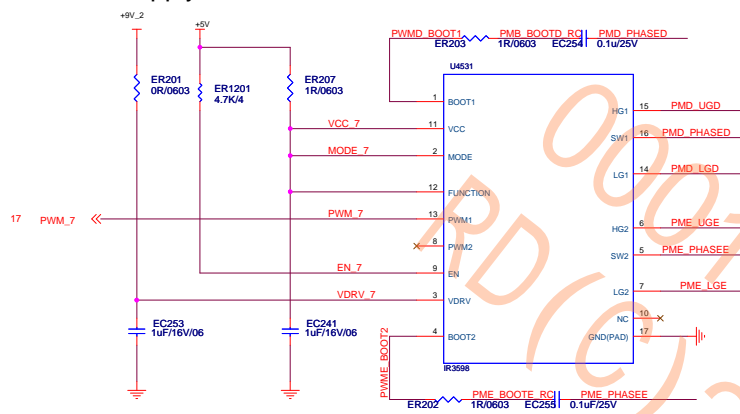 +9V_2
+5V
PWMD_BOOT1
PMB_BOOTD_RC
PMD_PHASED
ER203
1R/0603
EC254
0.1u/25V
U4531
ER201
0R/0603
ER1201
4.7K/4
ER207
1R/0603
1
BOOT1
HG1
15
PMD_UGD
VCC_7
11
VCC
SW1
16
PMD_PHASED
MODE_7
2
MODE
LG1
14
PMD_LGD
12
FUNCTION
17
PWM_7
PWM_7
13
PWM1
HG2
6
PME_UGE
8
PWM2
SW2
5
PME_PHASEE
EN_7
9
EN
LG2
7
PME_LGE
VDRV_7
3
VDRV
NC
10
EC253
1uF/16V/06
EC241
1uF/16V/06
PWME_BOOT2
4
BOOT2
GND(PAD)
17
IR3598
PME_BOOTE_RC
PME_PHASEE
ER202
1R/0603
EC255
0.1uF/25V
0007
RD(EC)